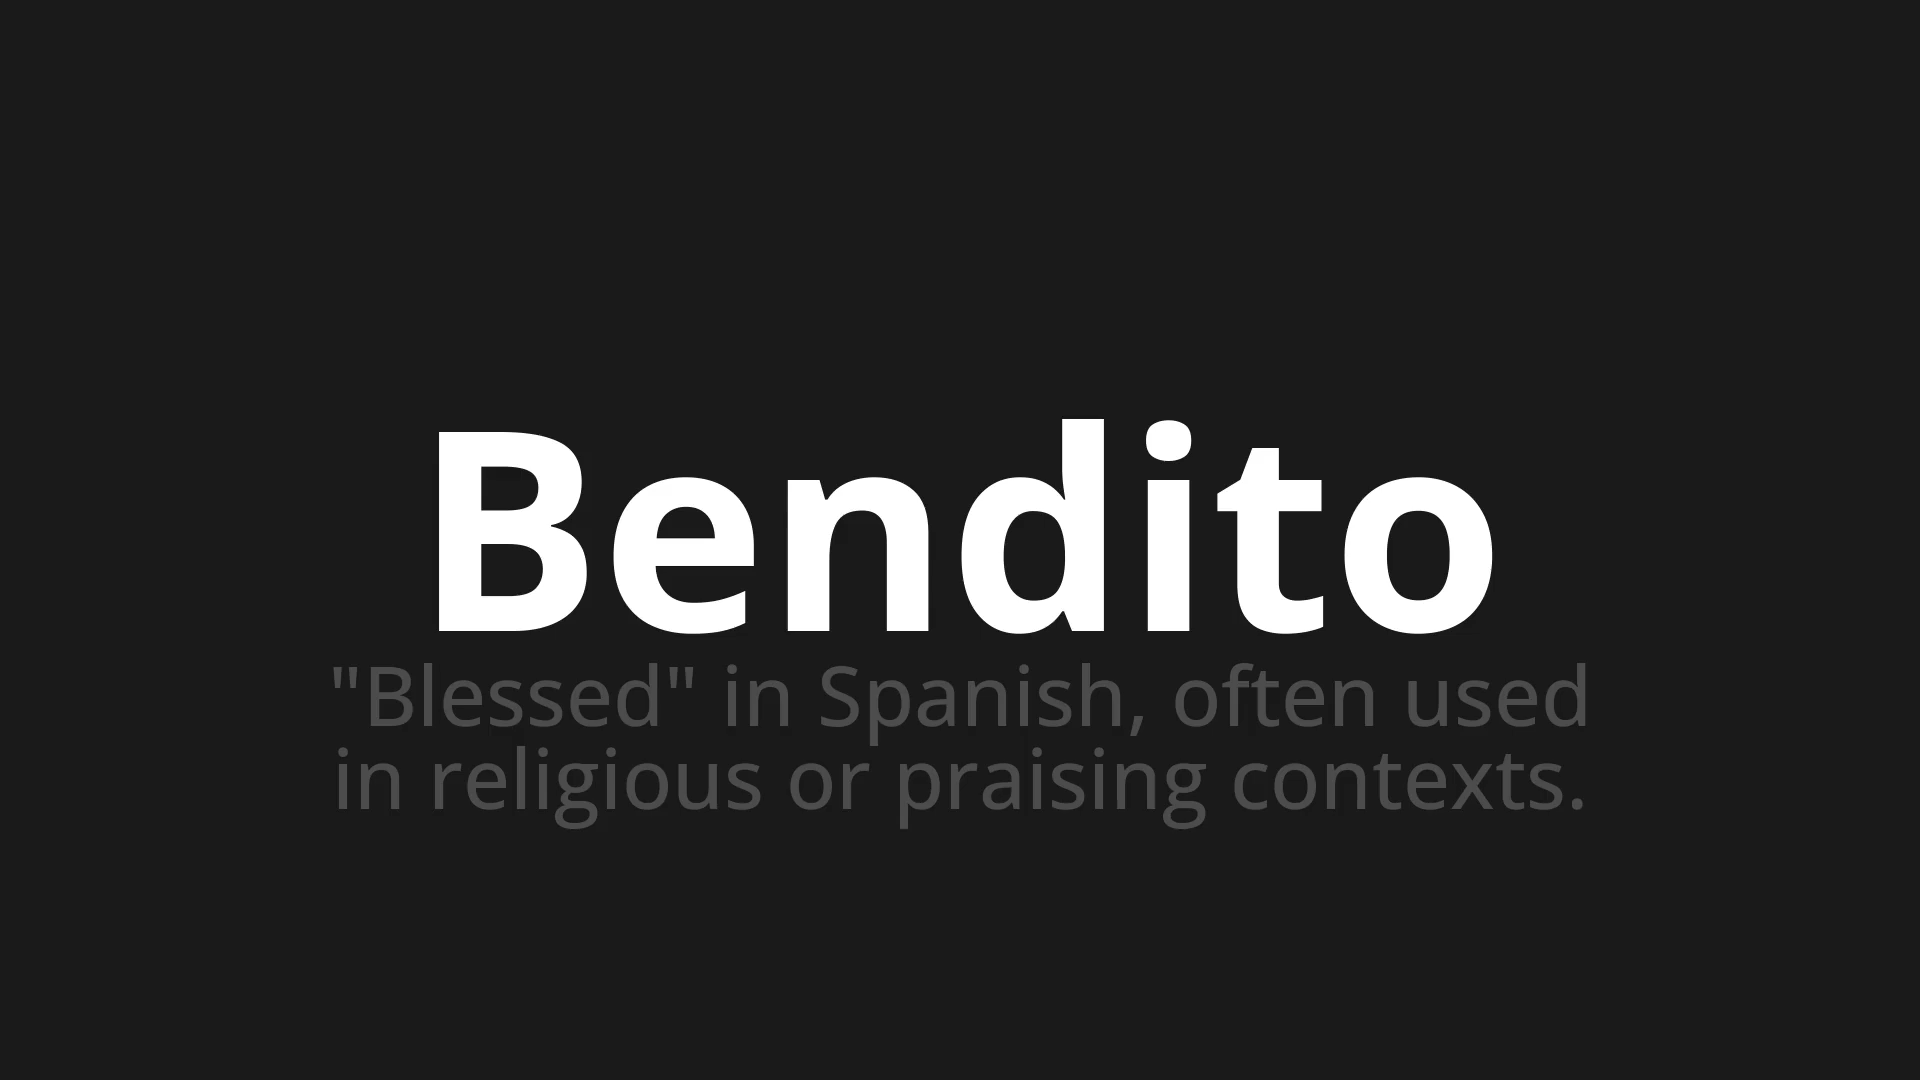 Bendito
"Blessed" in Spanish, often used
in religious or praising contexts.